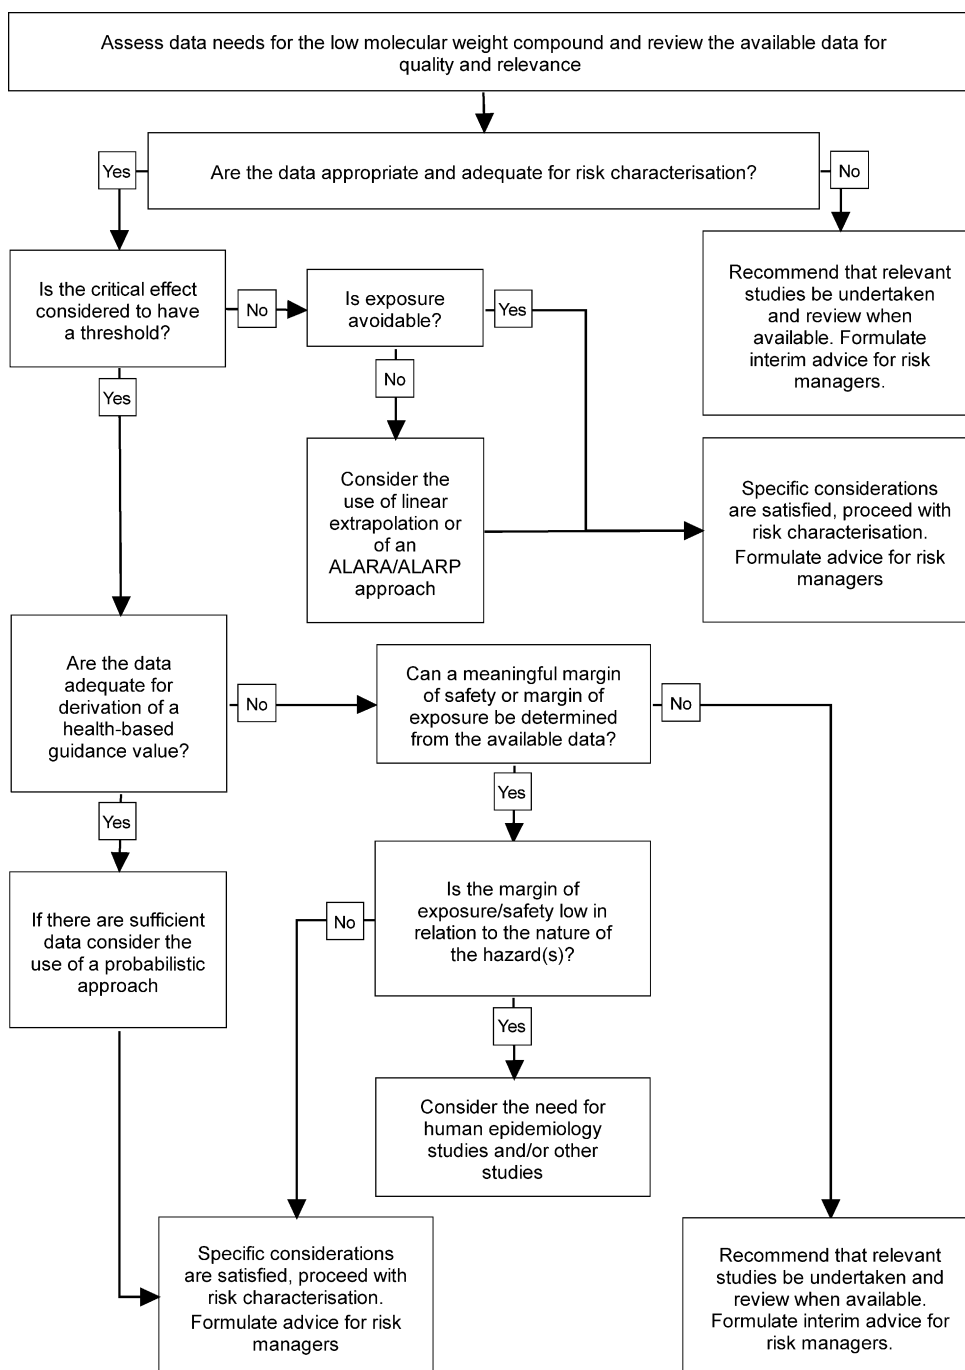 Assess data needs for the low molecular weight compound and review the available data for
quality and relevance
Are the data appropriate and adequate for risk characterisation?
Yes
No
Is the critical effect
considered to have
a threshold?
No
Is exposure
avoidable?
Yes
Recommend that relevant
studies be undertaken
and review when
available. Formulate
interim advice for risk
managers.
Yes
No
Consider the
use of linear
extrapolation or
of an
ALARA/ALARP
approach
Specific considerations
are satisfied, proceed with
risk characterisation.
Formulate advice for risk
managers
Are the data
adequate for
derivation of a
health-based
guidance value?
No
Can a meaningful margin
of safety or margin of
exposure be determined
from the available data?
No
Yes
Yes
If there are sufficient
data consider the
use of a probabilistic
approach
No
Is the margin of
exposure/safety low in
relation to the nature of
the hazard(s)?
Yes
Consider the need for
human epidemiology
studies and/or other
studies
Specific considerations
are satisfied, proceed with
risk characterisation.
Formulate advice for risk
managers
Recommend that relevant
studies be undertaken and
review when available.
Formulate interim advice for
risk managers.